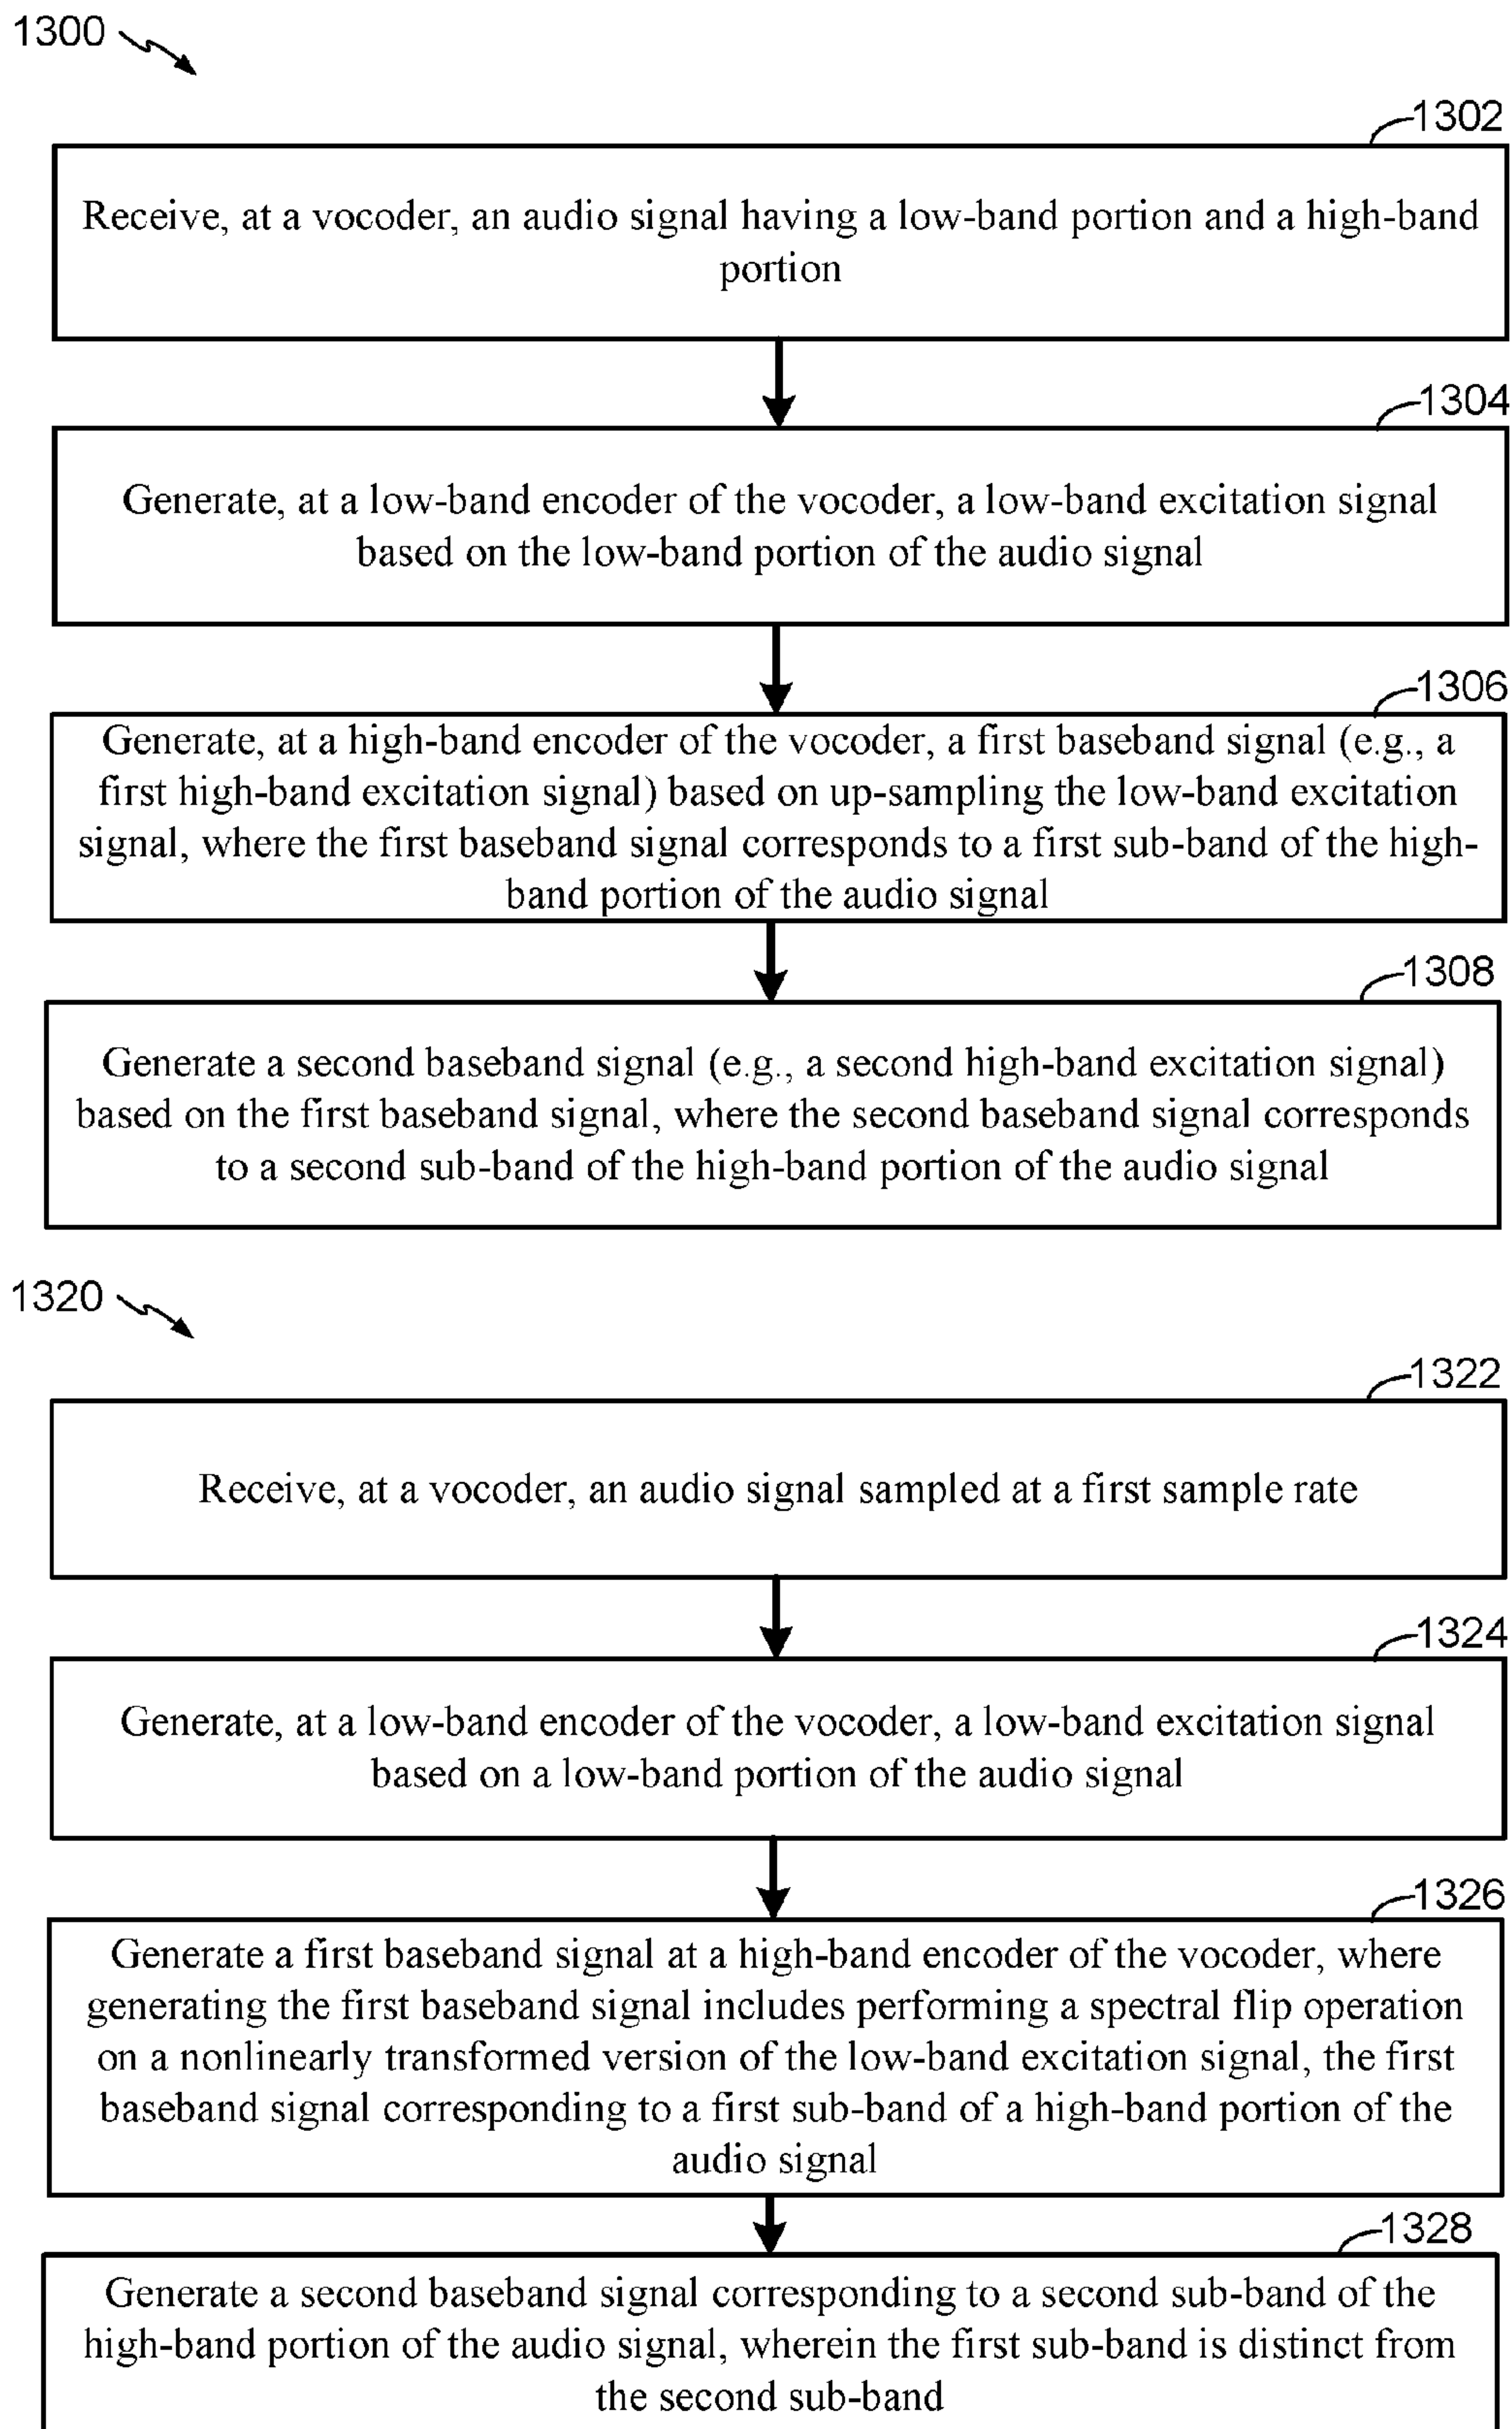 1300
1302
Receive, at a vocoder, an audio signal having a low-band portion and a high-band
portion
1304
Generate, at a low-band encoder of the vocoder, a low-band excitation signal
based on the low-band portion of the audio signal
1306
Generate, at a high-band encoder of the vocoder, a first baseband signal (e.g., a
first high-band excitation signal) based on up-sampling the low-band excitation
signal, where the first baseband signal corresponds to a first sub-band of the high-
band portion of the audio signal
1308
Generate a second baseband signal (e.g., a second high-band excitation signal)
based on the first baseband signal, where the second baseband signal corresponds
to a second sub-band of the high-band portion of the audio signal
1320
1322
Receive, at a vocoder, an audio signal sampled at a first sample rate
1324
Generate, at a low-band encoder of the vocoder, a low-band excitation signal
based on a low-band portion of the audio signal
1326
Generate a first baseband signal at a high-band encoder of the vocoder, where
generating the first baseband signal includes performing a spectral flip operation
on a nonlinearly transformed version of the low-band excitation signal, the first
baseband signal corresponding to a first sub-band of a high-band portion of the
audio signal
1328
Generate a second baseband signal corresponding to a second sub-band of the
high-band portion of the audio signal, wherein the first sub-band is distinct from
the second sub-band